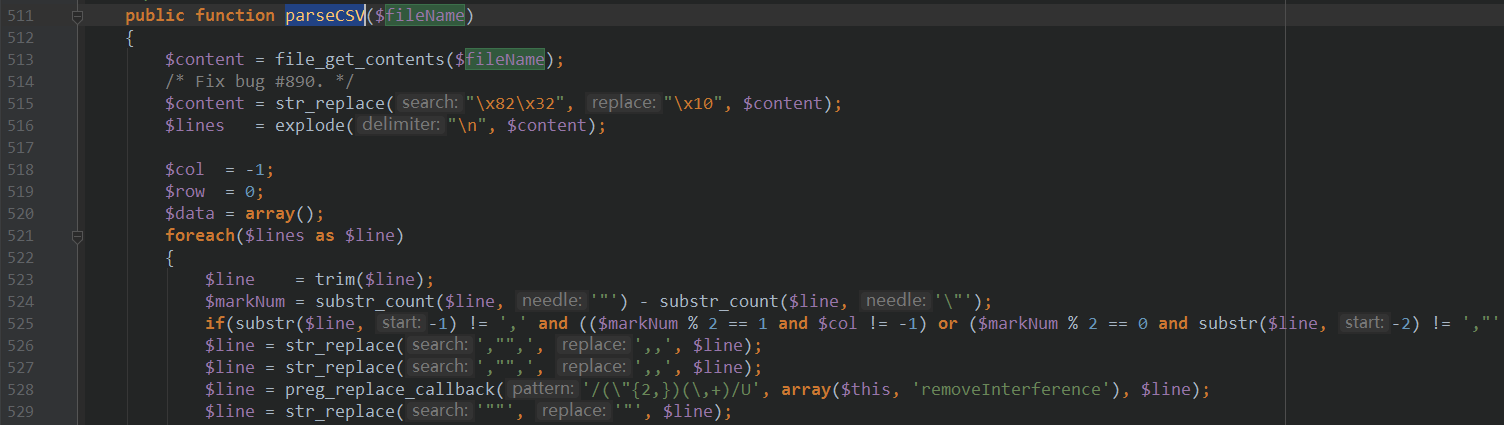 511 public function parseCSV($fileName)
512 {
513 $content = file_get_contents($fileName);
514 /* Fix bug #890. */
515 $content = str_replace( search: "\x82\x32", replace: "\x10", $content);
516 $lines   = explode( delimiter: "\n", $content);
517
518 $col  = -1;
519 $row  = 0;
520 $data = array();
521 foreach($lines as $line)
522 {
523 $line    = trim($line);
524 $markNum = substr_count($line, needle: '"') - substr_count($line, needle: '\"');
525 if(substr($line, start: -1) != ',' and (($markNum % 2 == 1 and $col != -1) or ($markNum % 2 == 0 and substr($line, start: -2) != ',"'
526 $line = str_replace( search: ',"",', replace: ',,', $line);
527 $line = str_replace( search: ',"",', replace: ',,', $line);
528 $line = preg_replace_callback( pattern: '/(\"{2,})(\,+)/U', array($this, 'removeInterference'), $line);
529 $line = str_replace( search: '""', replace: '"', $line);